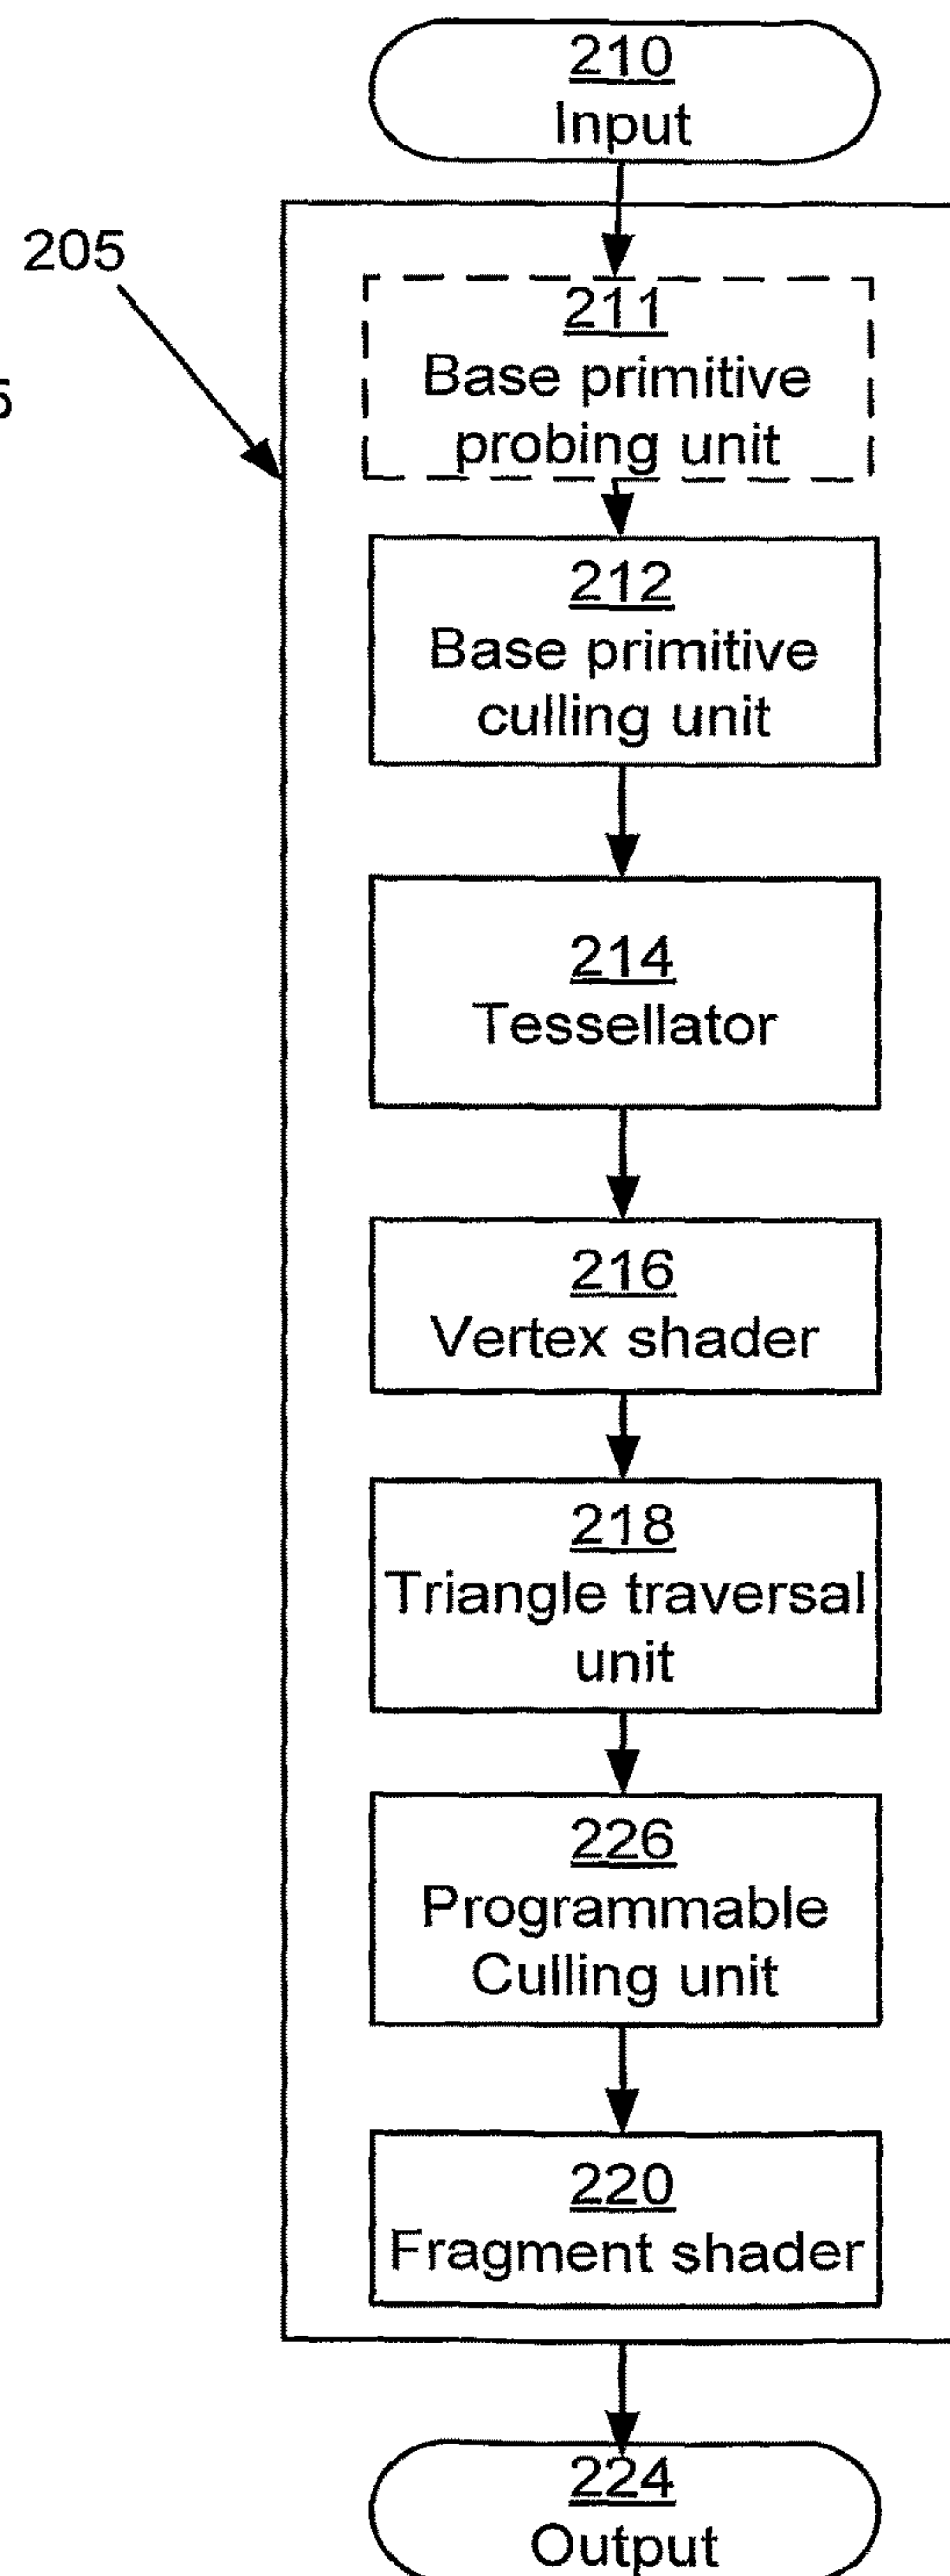 210
Input
205
211
Base primitive
probing unit
212
Base primitive
culling unit
214
Tessellator
216
Vertex shader
218
Triangle traversal
unit
226
Programmable
Culling unit
220
Fragment shader
224
Output